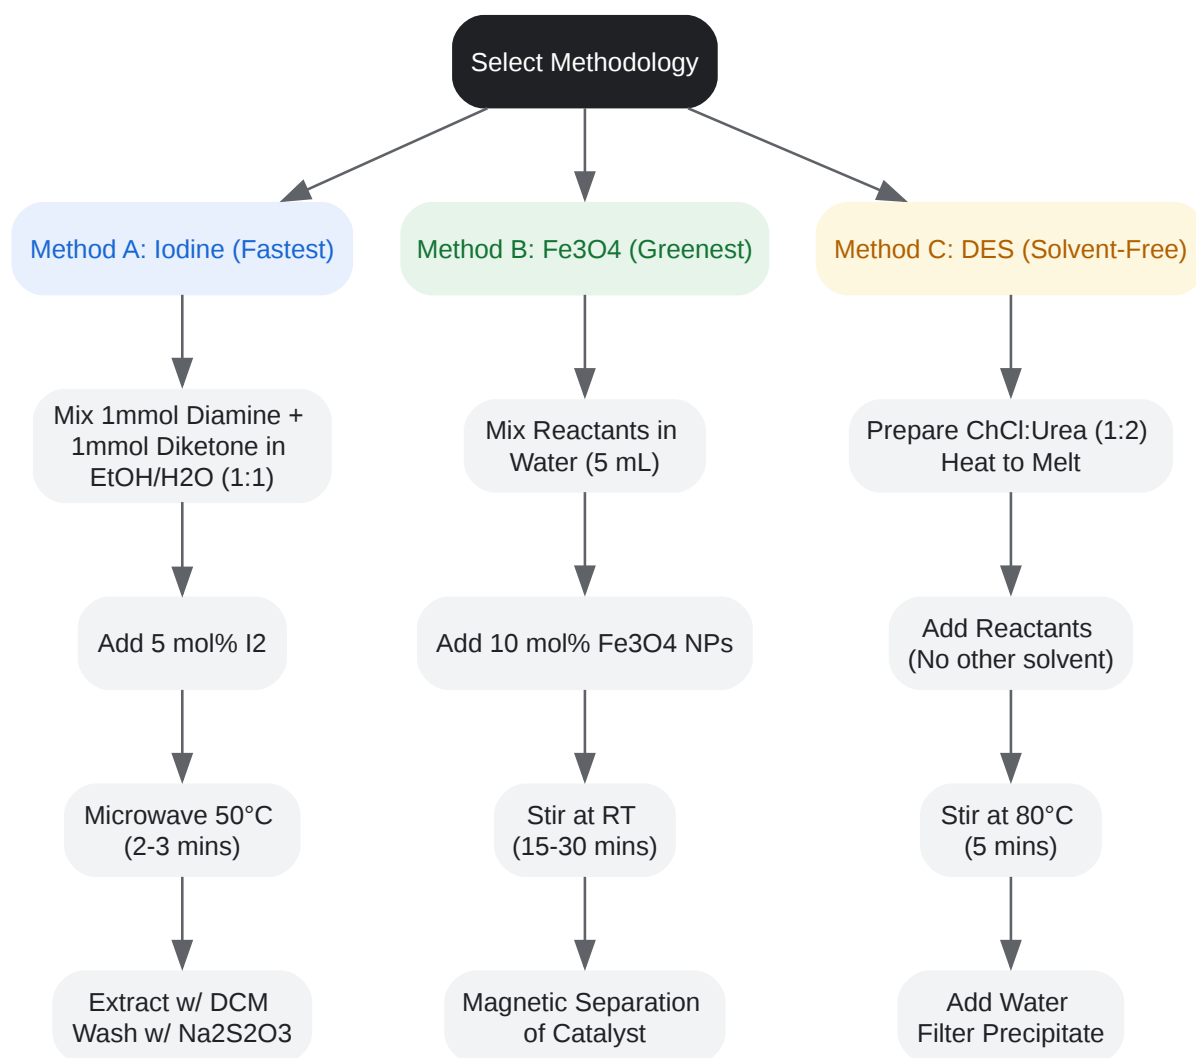 Select Methodology
Method A: Iodine (Fastest)
Method B: Fe3O4 (Greenest)
Method C: DES (Solvent-Free)
Mix 1mmol Diamine +
1mmol Diketone in
EtOH/H2O (1:1)
Mix Reactants in
Water (5 mL)
Prepare ChCl:Urea (1:2)
Heat to Melt
Add 5 mol% I2
Add 10 mol% Fe3O4 NPs
Add Reactants
(No other solvent)
Microwave 50°C
(2-3 mins)
Stir at RT
(15-30 mins)
Stir at 80°C
(5 mins)
Extract w/ DCM
Wash w/ Na2S2O3
Magnetic Separation
of Catalyst
Add Water
Filter Precipitate